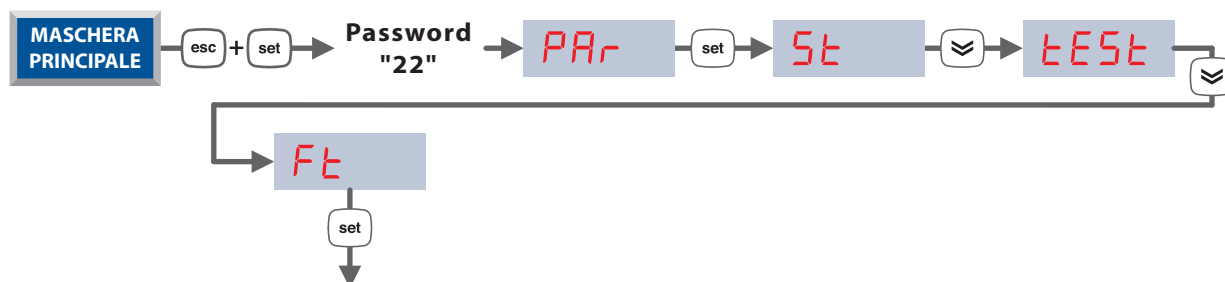 MASCHERA
PRINCIPALE
esc + set
Password
"22"
PAr
set
St
tESt
Ft
set